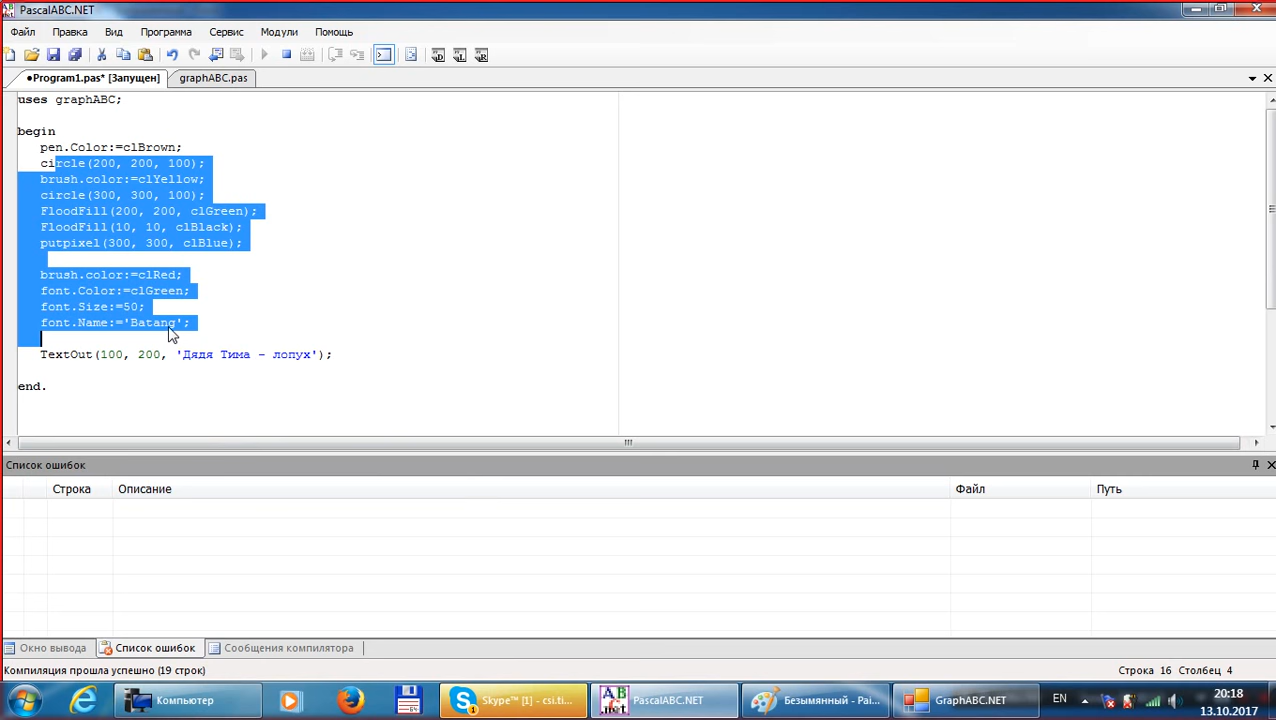 PascalABC.NET
Файл Правка Вид Программа Сервис Модули Помощь
●Program1.pas* [Запущен] graphABC.pas
uses graphABC;
begin
pen.Color:=clBrown;
circle(200, 200, 100);
brush.color:=clYellow;
circle(300, 300, 100);
FloodFill(200, 200, clGreen);
FloodFill(10, 10, clBlack);
putpixel(300, 300, clBlue);
brush.color:=clRed;
font.Color:=clGreen;
font.Size:=50;
font.Name:='Batang';
TextOut(100, 200, 'Дядя Тима - лопух');
end.
Список ошибок
Строка Описание Файл Путь
Окно вывода Список ошибок Сообщения компилятора
Компиляция прошла успешно (19 строк) Строка 16 Столбец 4
Компьютер Skype™ [1] - csi.ti... PascalABC.NET Безымянный - Pai... GraphABC.NET EN 20:18
13.10.2017